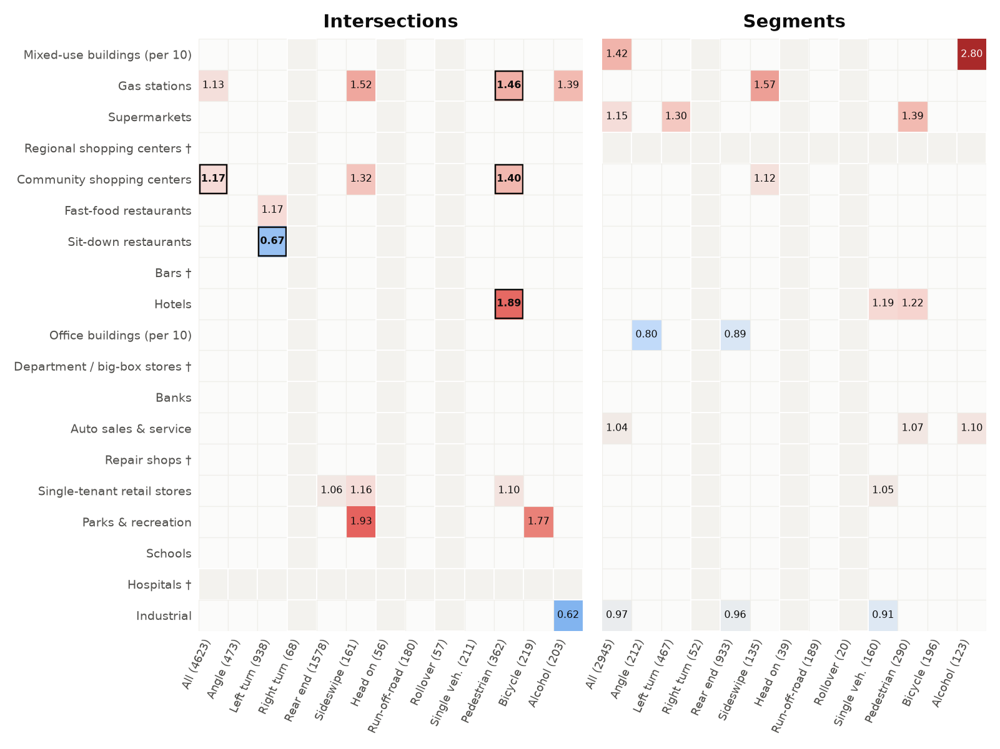 Intersections Segments
Mixed-use buildings (per 10) 1.42 2.80
Gas stations 1.13 1.52 1.46 1.39 1.57
Supermarkets 1.15 1.30 1.39
Regional shopping centers †
Community shopping centers 1.17 1.32 1.40 1.12
Fast-food restaurants 1.17
Sit-down restaurants 0.67
Bars †
Hotels 1.89 1.19 1.22
Office buildings (per 10) 0.80 0.89
Department / big-box stores †
Banks
Auto sales & service 1.04 1.07 1.10
Repair shops †
Single-tenant retail stores 1.06 1.16 1.10 1.05
Parks & recreation 1.93 1.77
Schools
Hospitals †
Industrial 0.62 0.97 0.96 0.91
All (4623)
Angle (473)
Left turn (938)
Right turn (68)
Rear end (1578)
Sideswipe (161)
Head on (56)
Run-off-road (180)
Rollover (57)
Single veh. (211)
Pedestrian (362)
Bicycle (219)
Alcohol (203)
All (2945)
Angle (212)
Left turn (467)
Right turn (52)
Rear end (933)
Sideswipe (135)
Head on (39)
Run-off-road (189)
Rollover (20)
Single veh. (160)
Pedestrian (290)
Bicycle (196)
Alcohol (123)